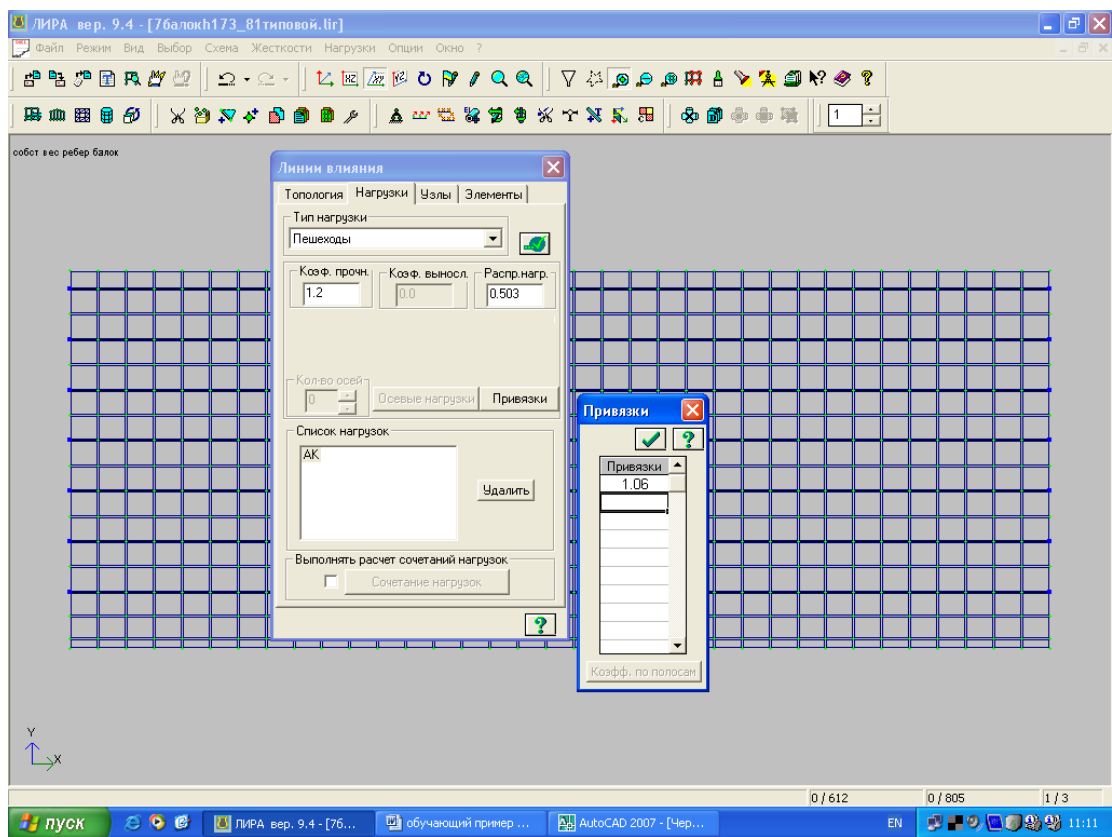 ЛИРА вер. 9.4 - [7балокh173_81типовой.lir]
Файл Режим Вид Выбор Схема Жесткости Нагрузки Опции Окно ?
1
собст вес ребер балок
Линии влияния
Топология Нагрузки Узлы Элементы
Тип нагрузки
Пешеходы
Коэф. прочн. Коэф. выносл. Распр.нагр.
1.2 0.0 0.503
Кол-во осей
0 Осевые нагрузки Привязки
Список нагрузок
АК
Удалить
Выполнять расчет сочетаний нагрузок
Сочетание нагрузок
Привязки
Привязки
1.06
Коэфф. по полосам
Y
X
0 / 612 0 / 805 1 / 3
пуск ЛИРА вер. 9.4 - [7б... обучающий пример ... AutoCAD 2007 - [Чер... EN 11:11